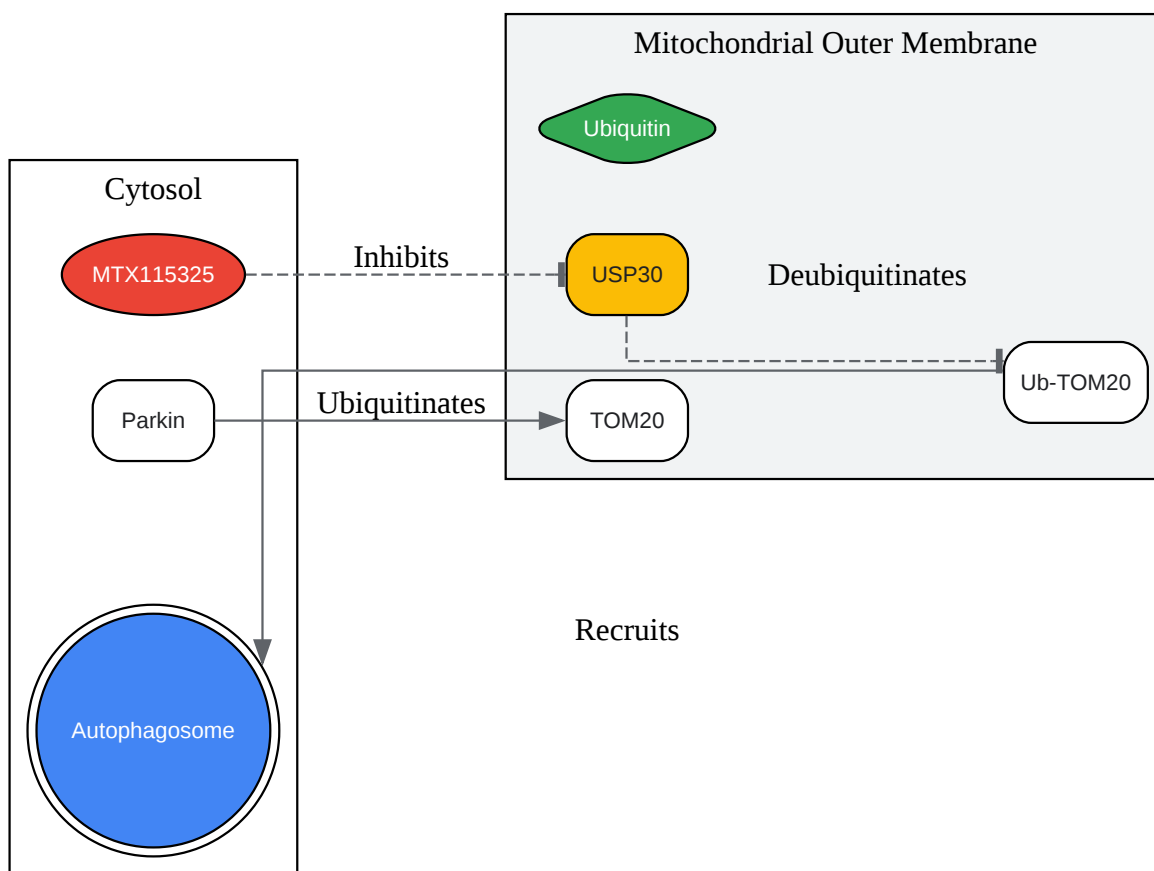 Mitochondrial Outer Membrane
Ubiquitin
Cytosol
MTX115325
Inhibits
USP30
Deubiquitinates
Ub-TOM20
Parkin
Ubiquitinates
TOM20
Recruits
Autophagosome